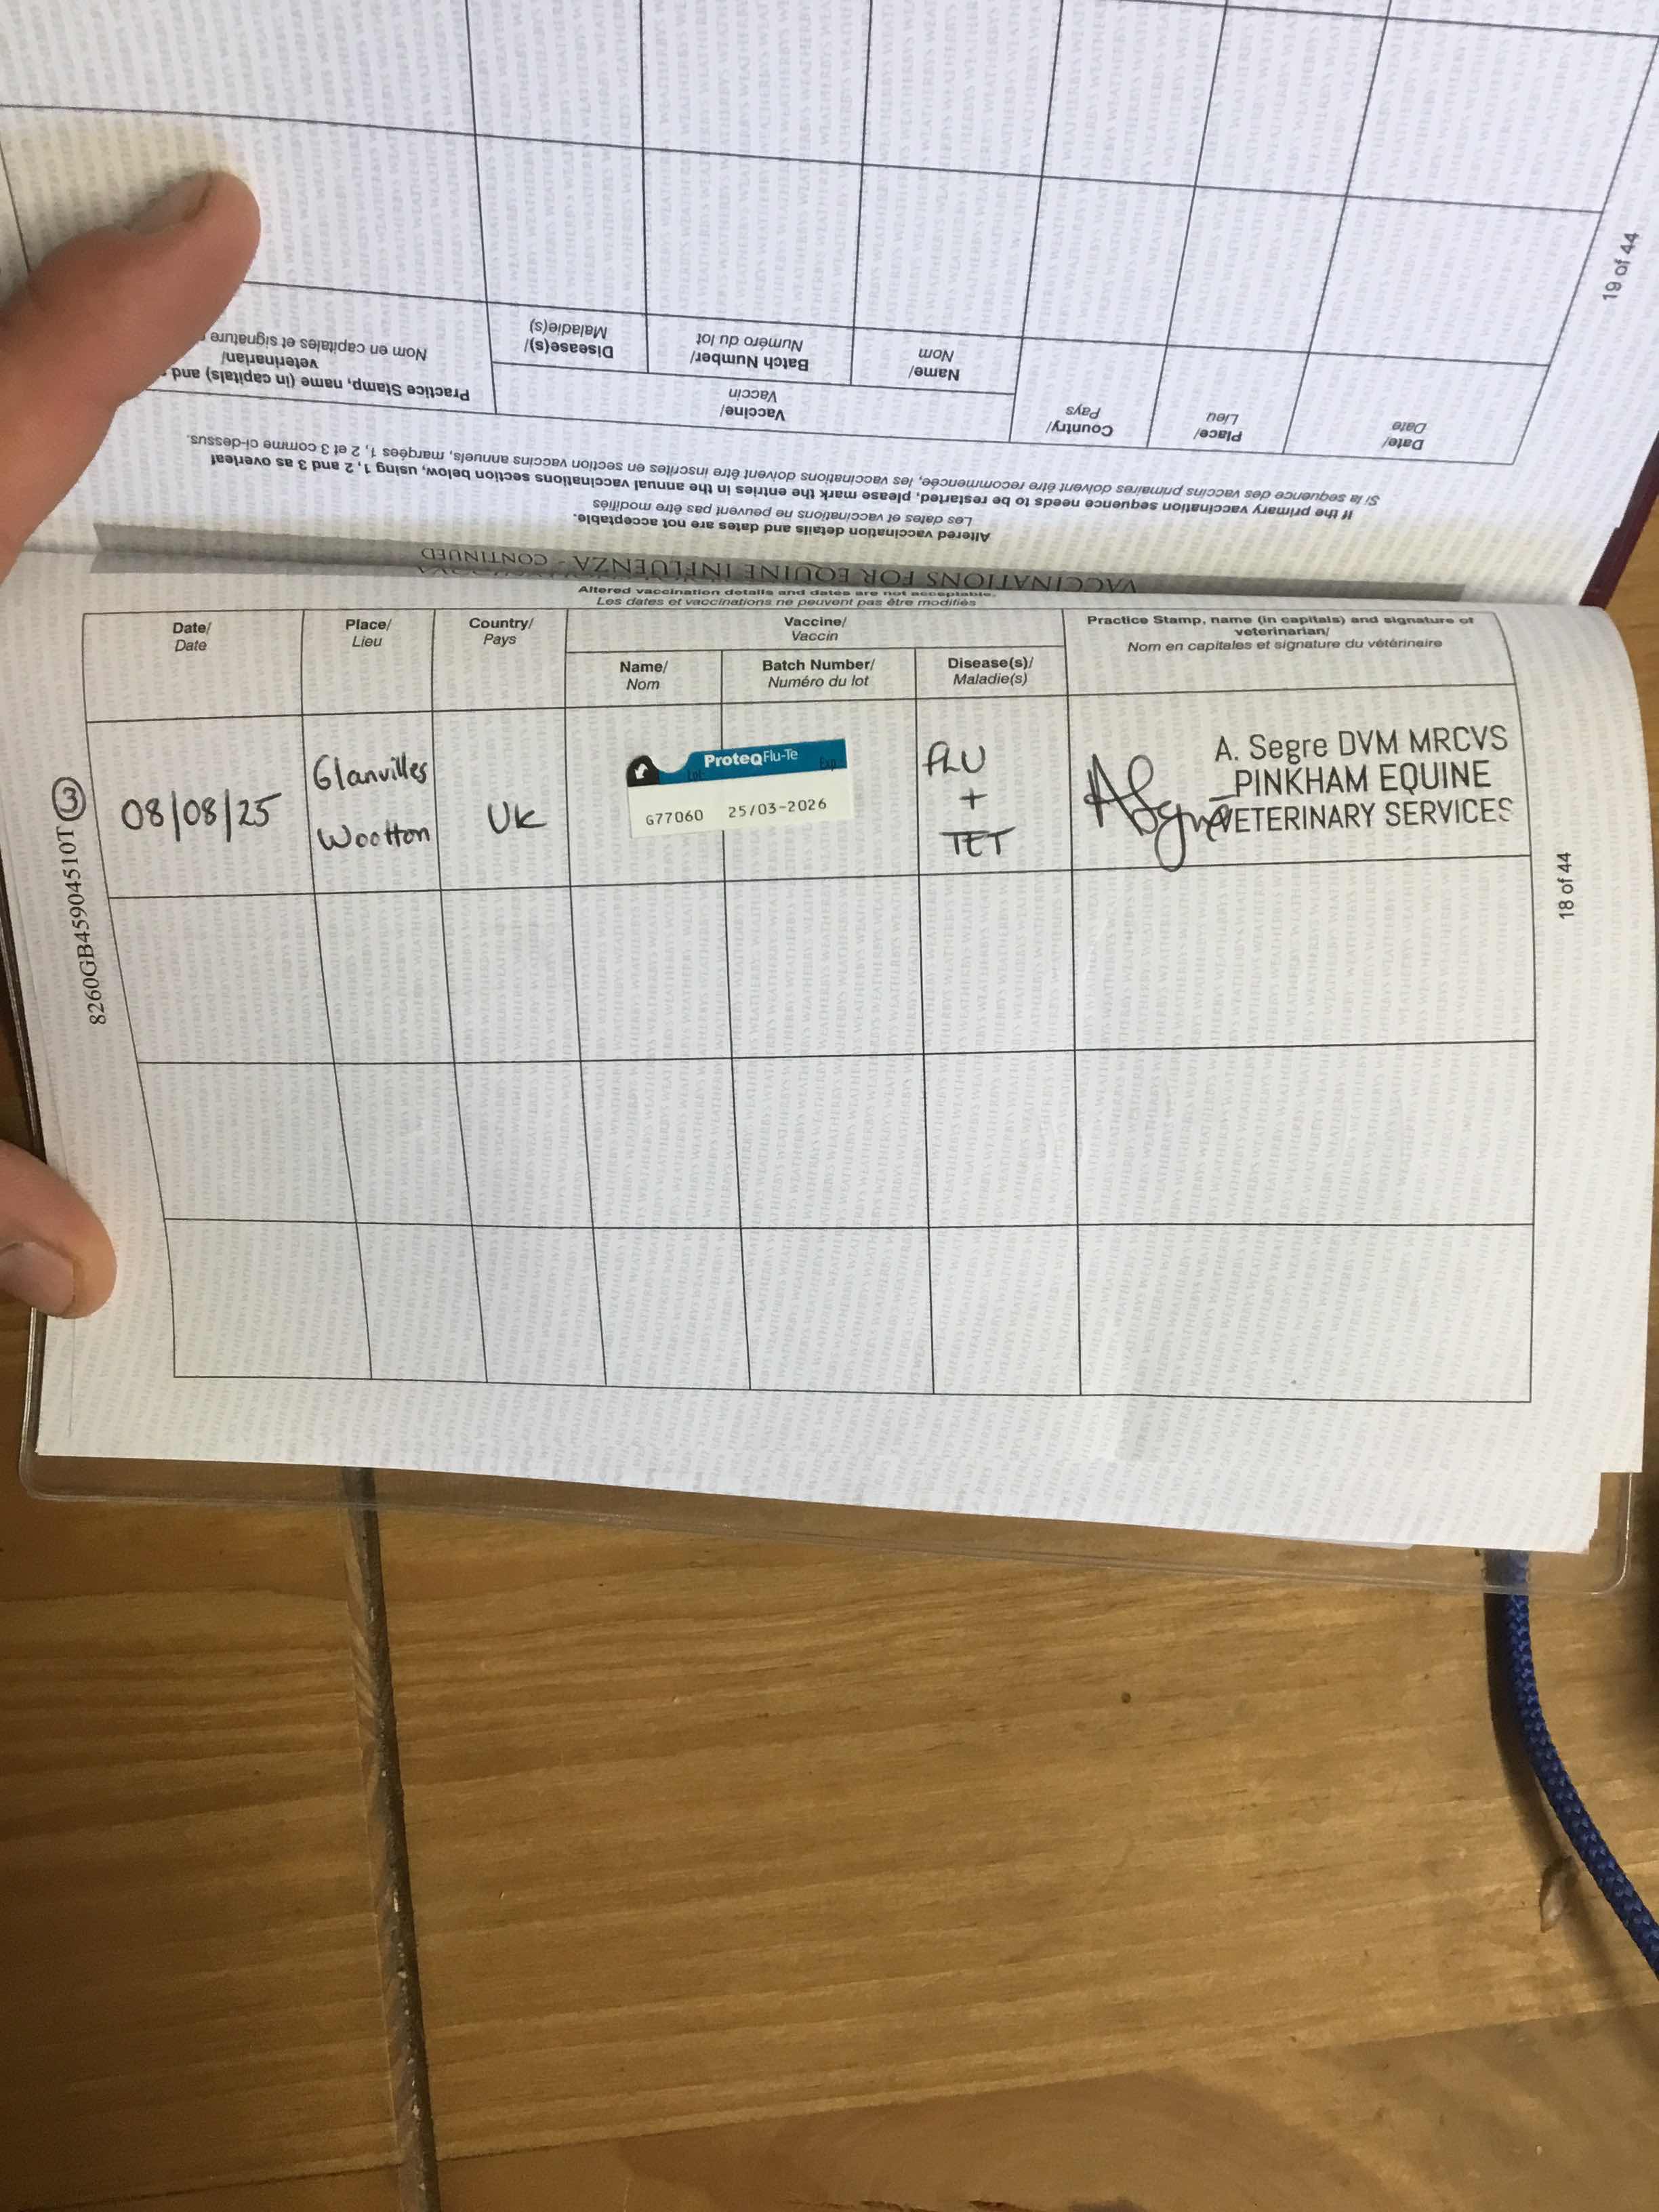 19 of 44
VACCINATIONS FOR EQUINE INFLUENZA - CONTINUED
Altered vaccination details and dates are not acceptable.
Les dates et vaccinations ne peuvent pas être modifiés
If the primary vaccination sequence needs to be restarted, please mark the entries in the annual vaccinations section below, using 1, 2 and 3 as overleaf
Si la sequence des vaccins primaires doivent être recommencée, les vaccinations doivent être inscrites en section vaccins annuels, marquées 1, 2 et 3 comme ci-dessus.
Date/
Date
Place/
Lieu
Country/
Pays
Vaccine/
Vaccin
Name/
Nom
Batch Number/
Numéro du lot
Disease(s)/
Maladie(s)
Practice Stamp, name (in capitals) and
veterinarian/
Nom en capitales et signature
Altered vaccination details and dates are not acceptable.
Les dates et vaccinations ne peuvent pas être modifiés
Date/
Date
Place/
Lieu
Country/
Pays
Vaccine/
Vaccin
Name/
Nom
Batch Number/
Numéro du lot
Disease(s)/
Maladie(s)
Practice Stamp, name (in capitals) and signature of
veterinarian/
Nom en capitales et signature du vétérinaire
8260GB45904510T 3
08/08/25
Glanvilles
Wootton
UK
ProteqFlu-Te
Lot Exp
G77060 25/03-2026
FLU
+
TET
A. Segre DVM MRCVS
PINKHAM EQUINE
VETERINARY SERVICES
18 of 44